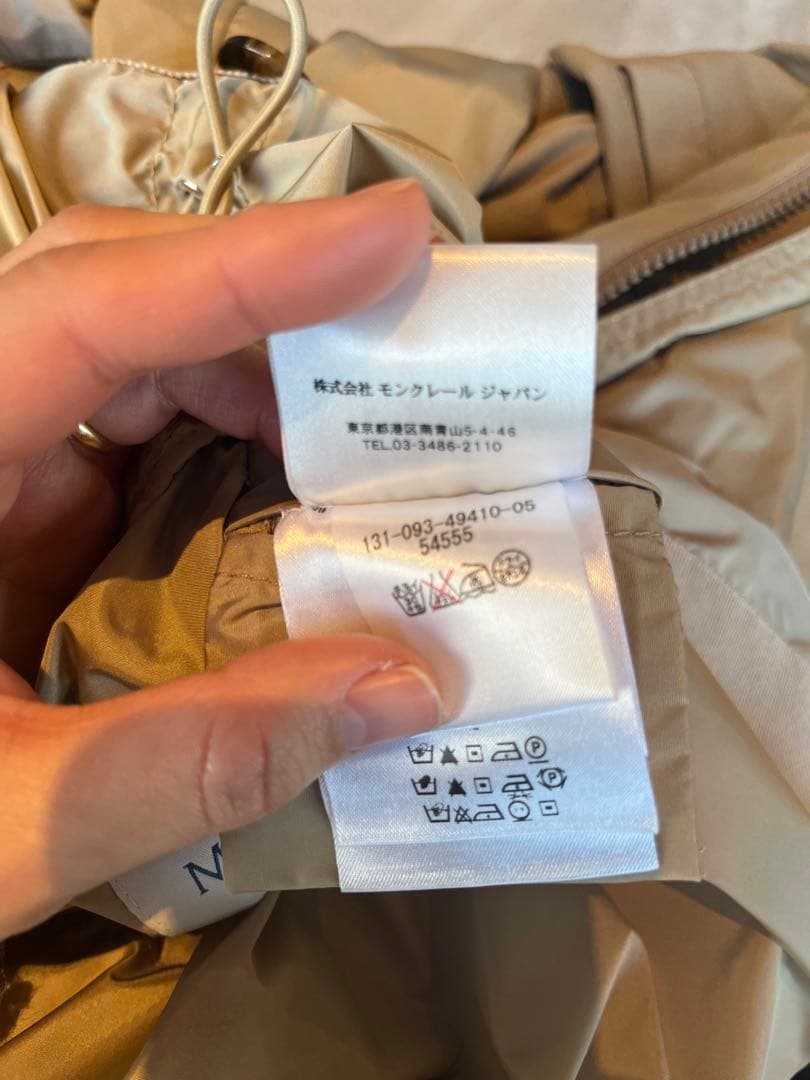 株式会社 モンクレール ジャパン
東京都港区南青山5-4-46
TEL.03-3486-2110
131-093-49410-05
54555
P
P
M